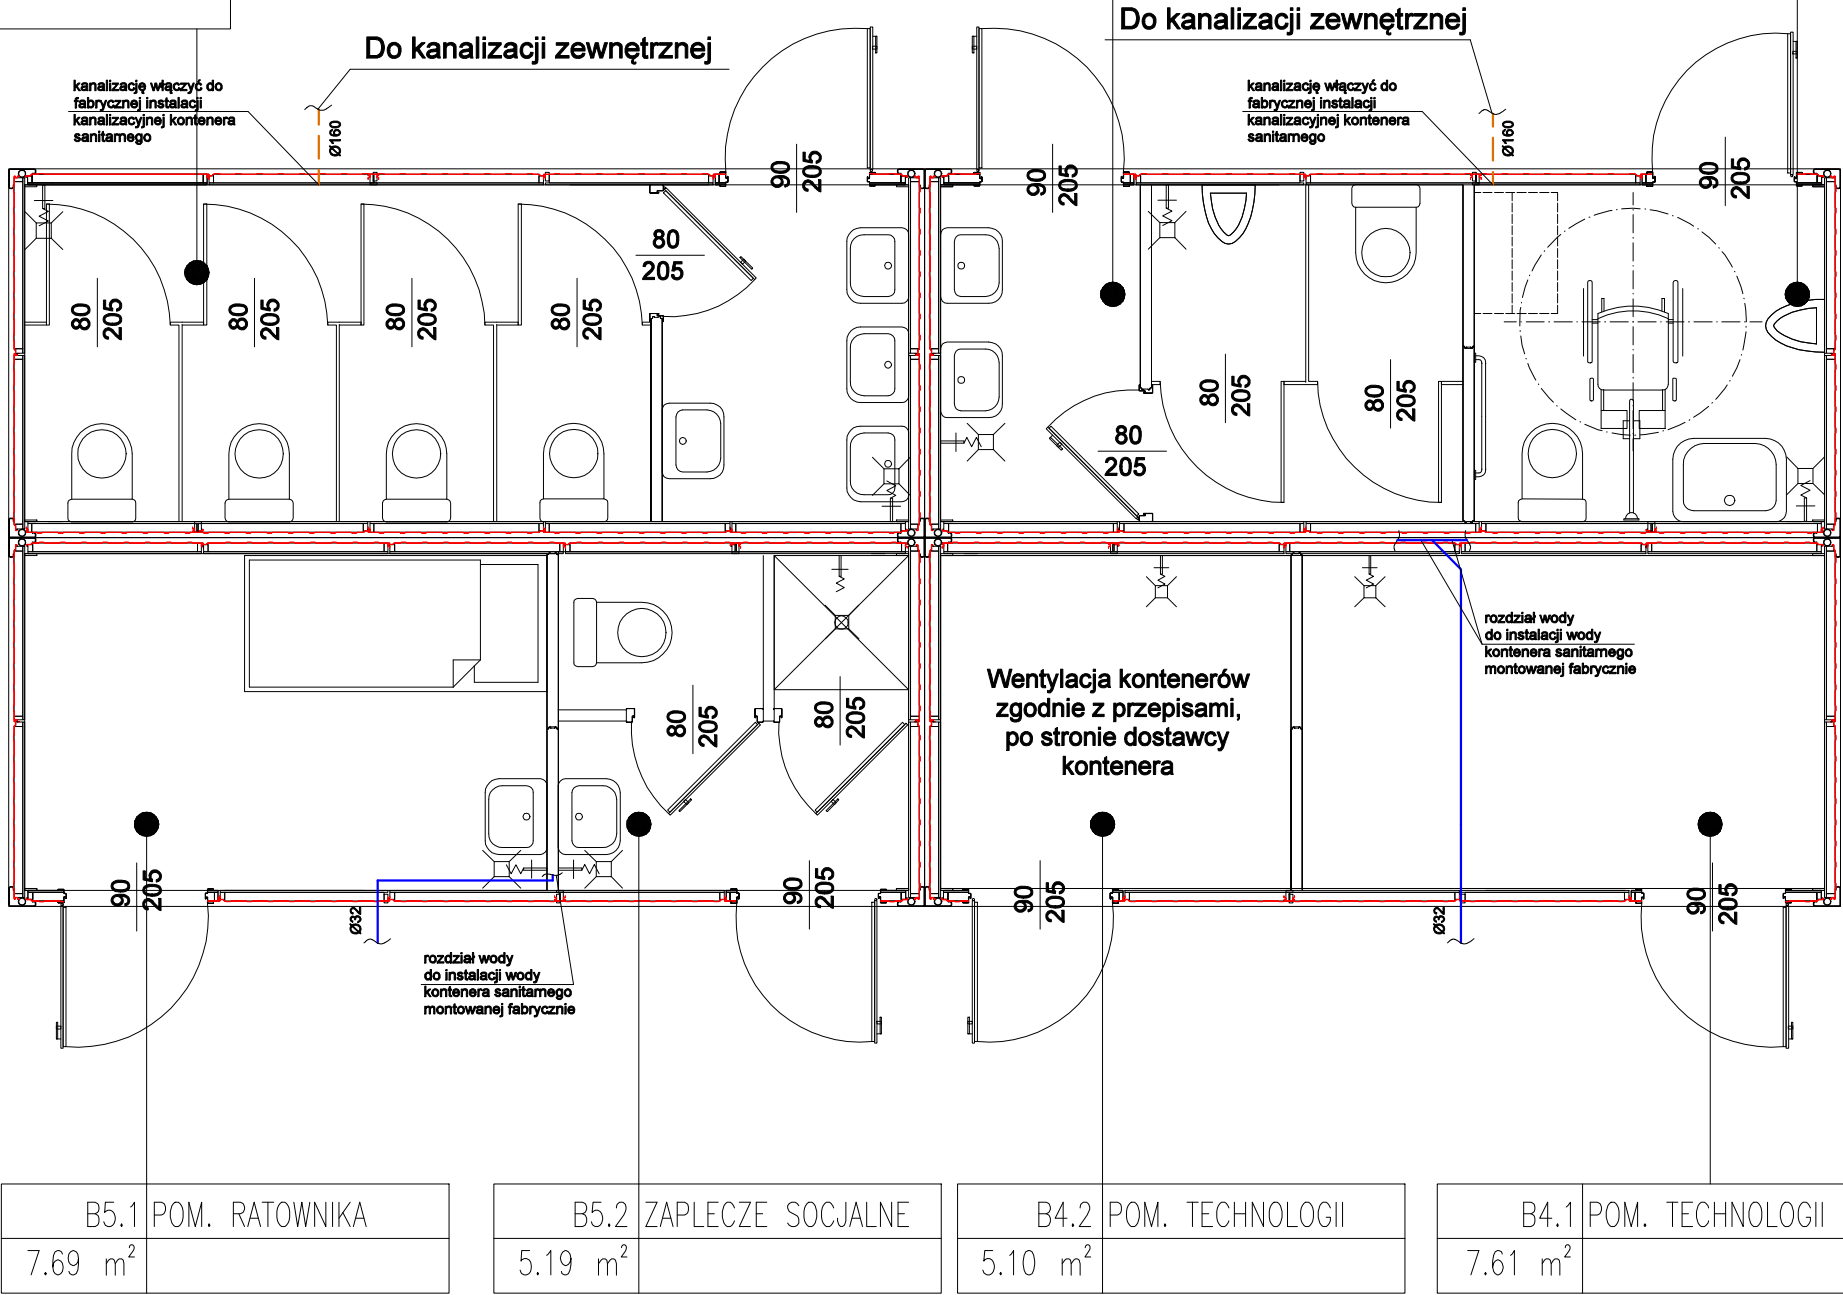 Do kanalizacji zewnętrznej
Do kanalizacji zewnętrznej
kanalizację włączyć do
fabrycznej instalacji
kanalizacyjnej kontenera
sanitarnego
Ø160
kanalizację włączyć do
fabrycznej instalacji
kanalizacyjnej kontenera
sanitarnego
Ø160
90
205
90
205
90
205
80
205
80
205
80
205
80
205
80
205
80
205
80
205
80
205
rozdział wody
do instalacji wody
kontenera sanitarnego
montowanej fabrycznie
Wentylacja kontenerów
zgodnie z przepisami,
po stronie dostawcy
kontenera
80
205
80
205
90
205
90
205
90
205
90
205
Ø32
Ø32
rozdział wody
do instalacji wody
kontenera sanitarnego
montowanej fabrycznie
B5.1 POM. RATOWNIKA
7.69 m²
B5.2 ZAPLECZE SOCJALNE
5.19 m²
B4.2 POM. TECHNOLOGII
5.10 m²
B4.1 POM. TECHNOLOGII
7.61 m²